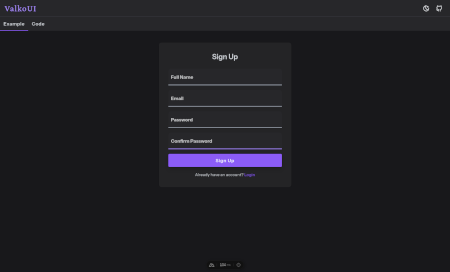 ValkoUI
Example Code
Sign Up
Full Name
Email
Password
Confirm Password
Sign Up
Already have an account?Login